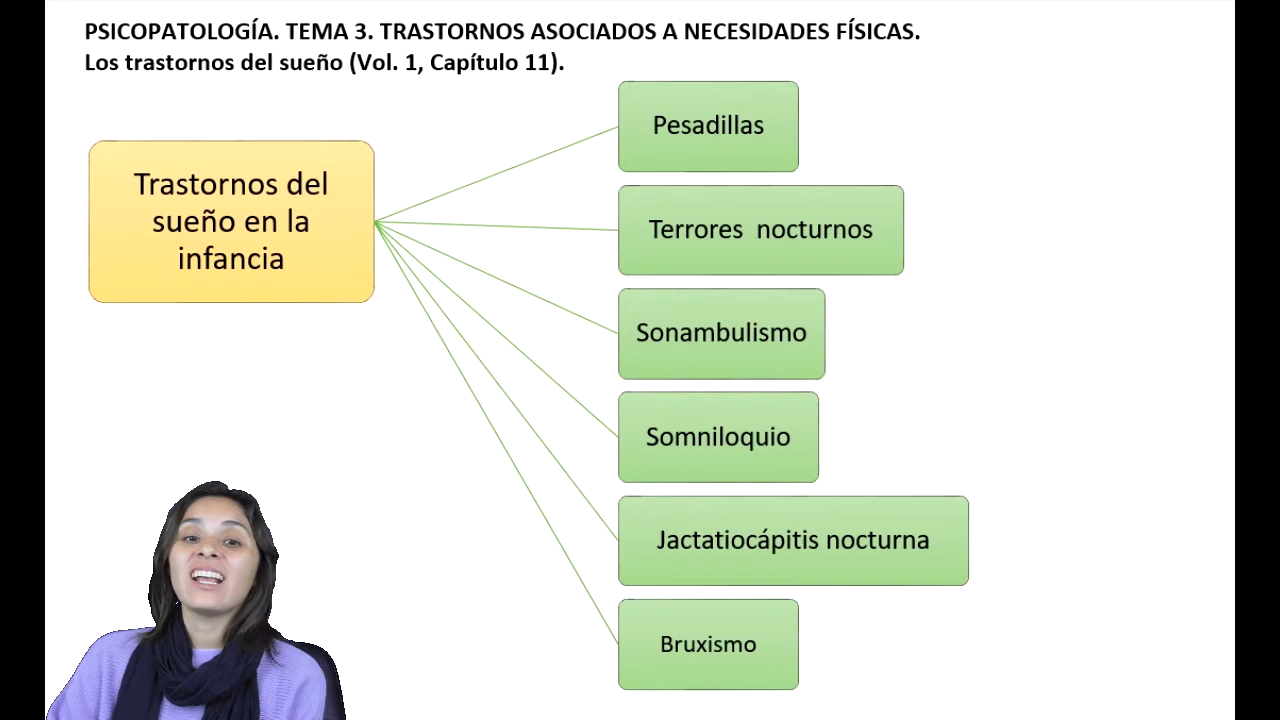 PSICOPATOLOGÍA. TEMA 3. TRASTORNOS ASOCIADOS A NECESIDADES FÍSICAS.
Los trastornos del sueño (Vol. 1, Capítulo 11).
Trastornos del
sueño en la
infancia
Pesadillas
Terrores nocturnos
Sonambulismo
Somniloquio
Jactatiocápitis nocturna
Bruxismo